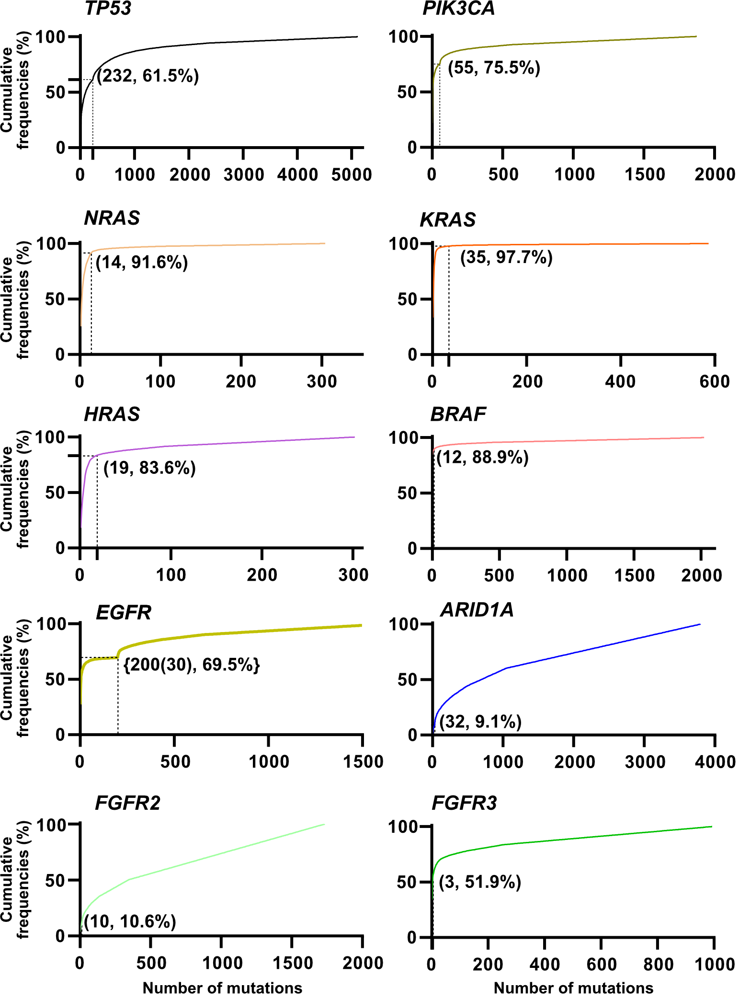 TP53
Cumulative
frequencies (%)
100
50
0
(232, 61.5%)
0 1000 2000 3000 4000 5000
PIK3CA
100
50
0
(55, 75.5%)
0 500 1000 1500 2000
NRAS
Cumulative
frequencies (%)
100
50
0
(14, 91.6%)
0 100 200 300
KRAS
100
50
0
(35, 97.7%)
0 200 400 600
HRAS
Cumulative
frequencies (%)
100
50
0
(19, 83.6%)
0 100 200 300
BRAF
100
50
0
(12, 88.9%)
0 500 1000 1500 2000
EGFR
Cumulative
frequencies (%)
100
50
0
{200(30), 69.5%}
0 500 1000 1500
ARID1A
100
50
0
(32, 9.1%)
0 1000 2000 3000 4000
FGFR2
Cumulative
frequencies (%)
100
50
0
(10, 10.6%)
0 500 1000 1500 2000
Number of mutations
FGFR3
100
50
0
(3, 51.9%)
0 200 400 600 800 1000
Number of mutations